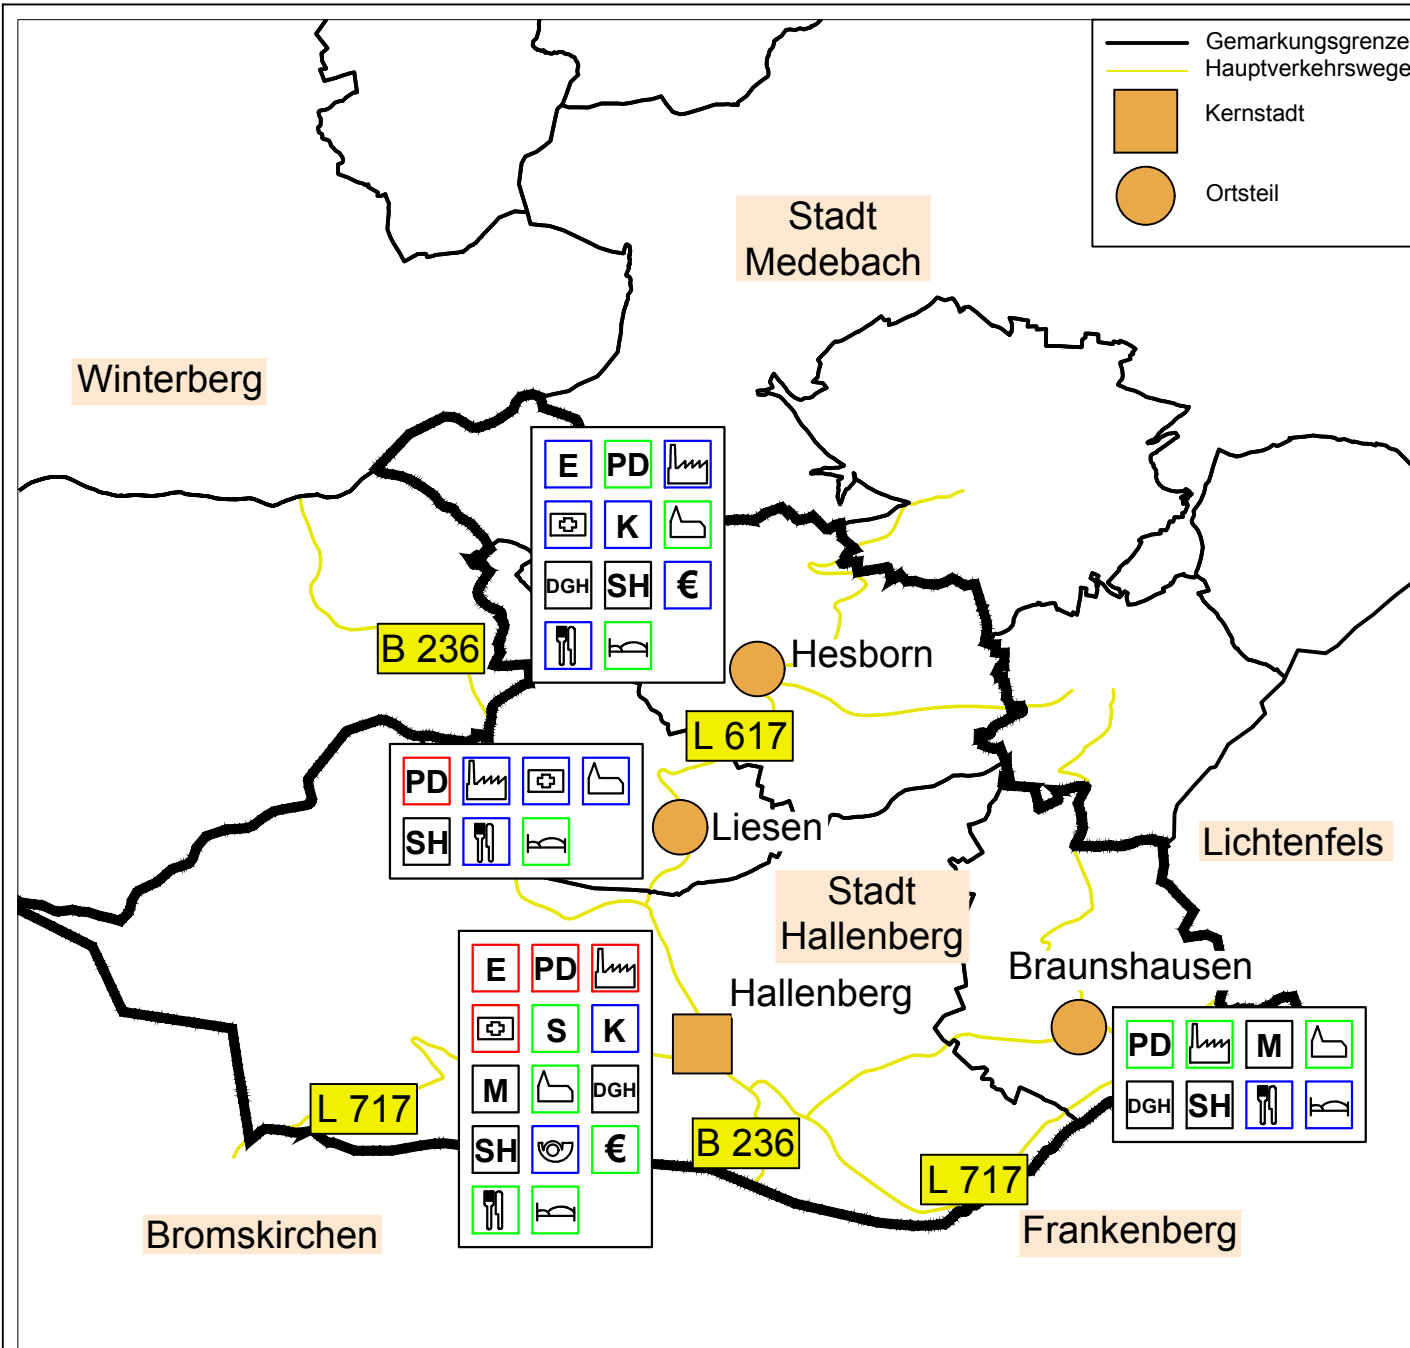 Gemarkungsgrenze
Hauptverkehrswege
Kernstadt
Ortsteil
Stadt
Medebach
Winterberg
E PD
K
DGH SH €
B 236
Hesborn
L 617
PD
SH
Liesen
Lichtenfels
Stadt
Hallenberg
Braunshausen
Hallenberg
E PD
S K
M DGH
SH €
PD M
DGH SH
L 717
B 236
L 717
Bromskirchen
Frankenberg